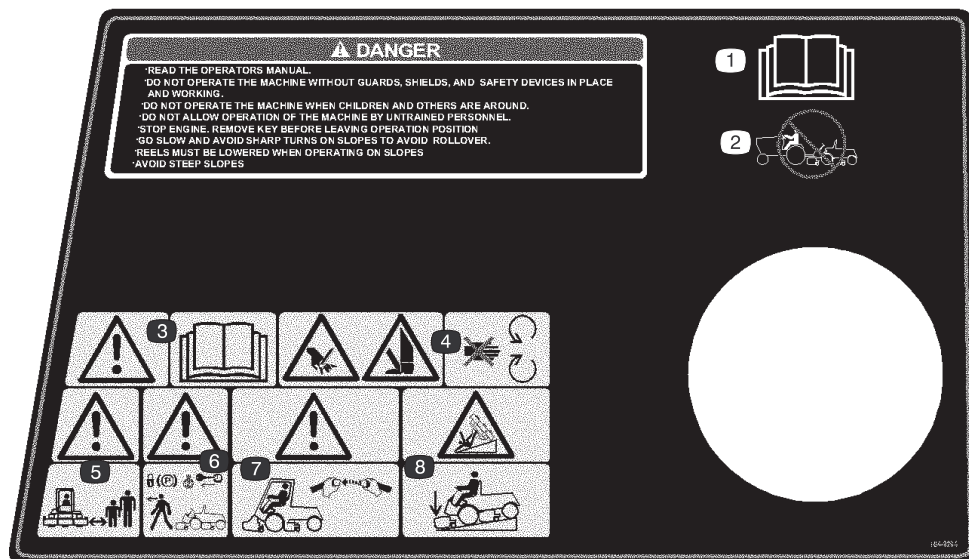 DANGER
·READ THE OPERATORS MANUAL.
·DO NOT OPERATE THE MACHINE WITHOUT GUARDS, SHIELDS, AND SAFETY DEVICES IN PLACE
AND WORKING.
·DO NOT OPERATE THE MACHINE WHEN CHILDREN AND OTHERS ARE AROUND.
·DO NOT ALLOW OPERATION OF THE MACHINE BY UNTRAINED PERSONNEL.
·STOP ENGINE. REMOVE KEY BEFORE LEAVING OPERATION POSITION
·GO SLOW AND AVOID SHARP TURNS ON SLOPES TO AVOID ROLLOVER.
·REELS MUST BE LOWERED WHEN OPERATING ON SLOPES
·AVOID STEEP SLOPES
1
2
3
4
5
6
7
8
(P)